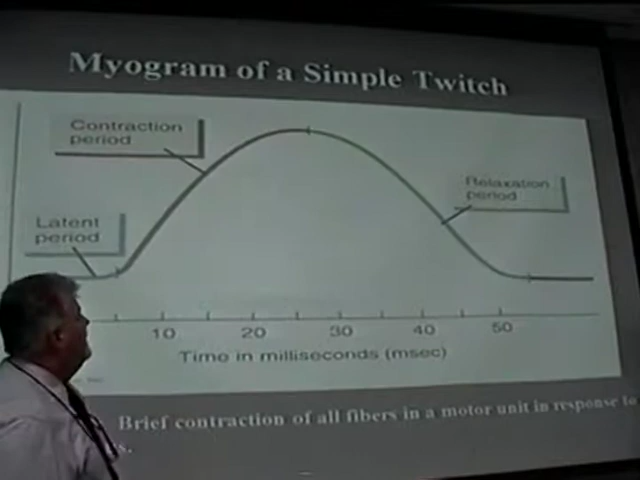 Myogram of a Simple Twitch
Contraction
period
Relaxation
period
Latent
period
10 20 30 40 50
Time in milliseconds (msec)
Brief contraction of all fibers in a motor unit in response to